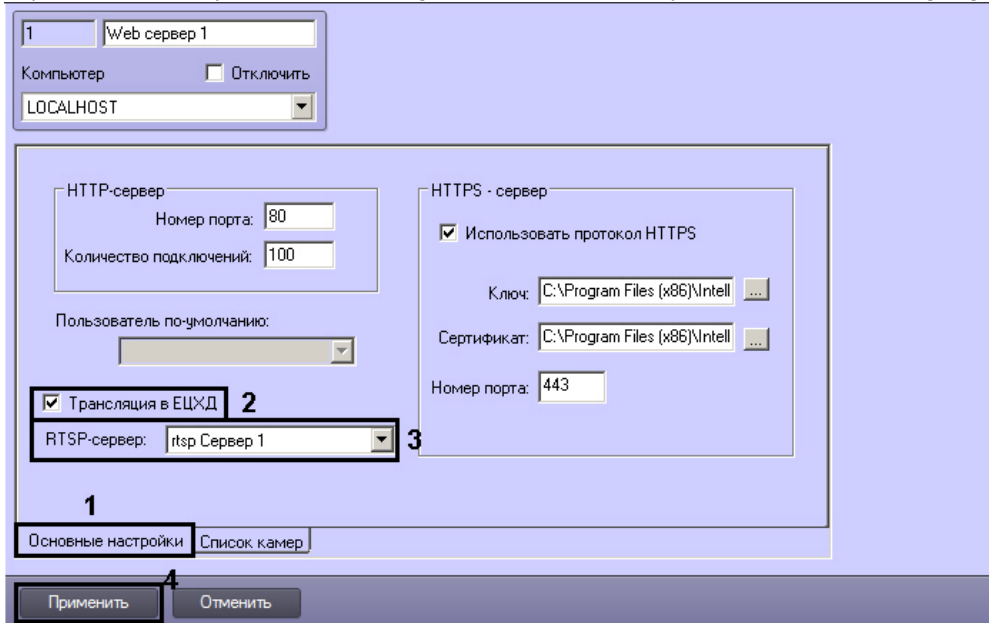 1 Web сервер 1
Компьютер Отключить
LOCALHOST
HTTP-сервер
Номер порта: 80
Количество подключений: 100
Пользователь по-умолчанию:
Трансляция в ЕЦХД 2
RTSP-сервер: rtsp Сервер 1 3
HTTPS - сервер
Использовать протокол HTTPS
Ключ: C:\Program Files (x86)\Intell ...
Сертификат: C:\Program Files (x86)\Intell ...
Номер порта: 443
1
Основные настройки Список камер
4
Применить Отменить